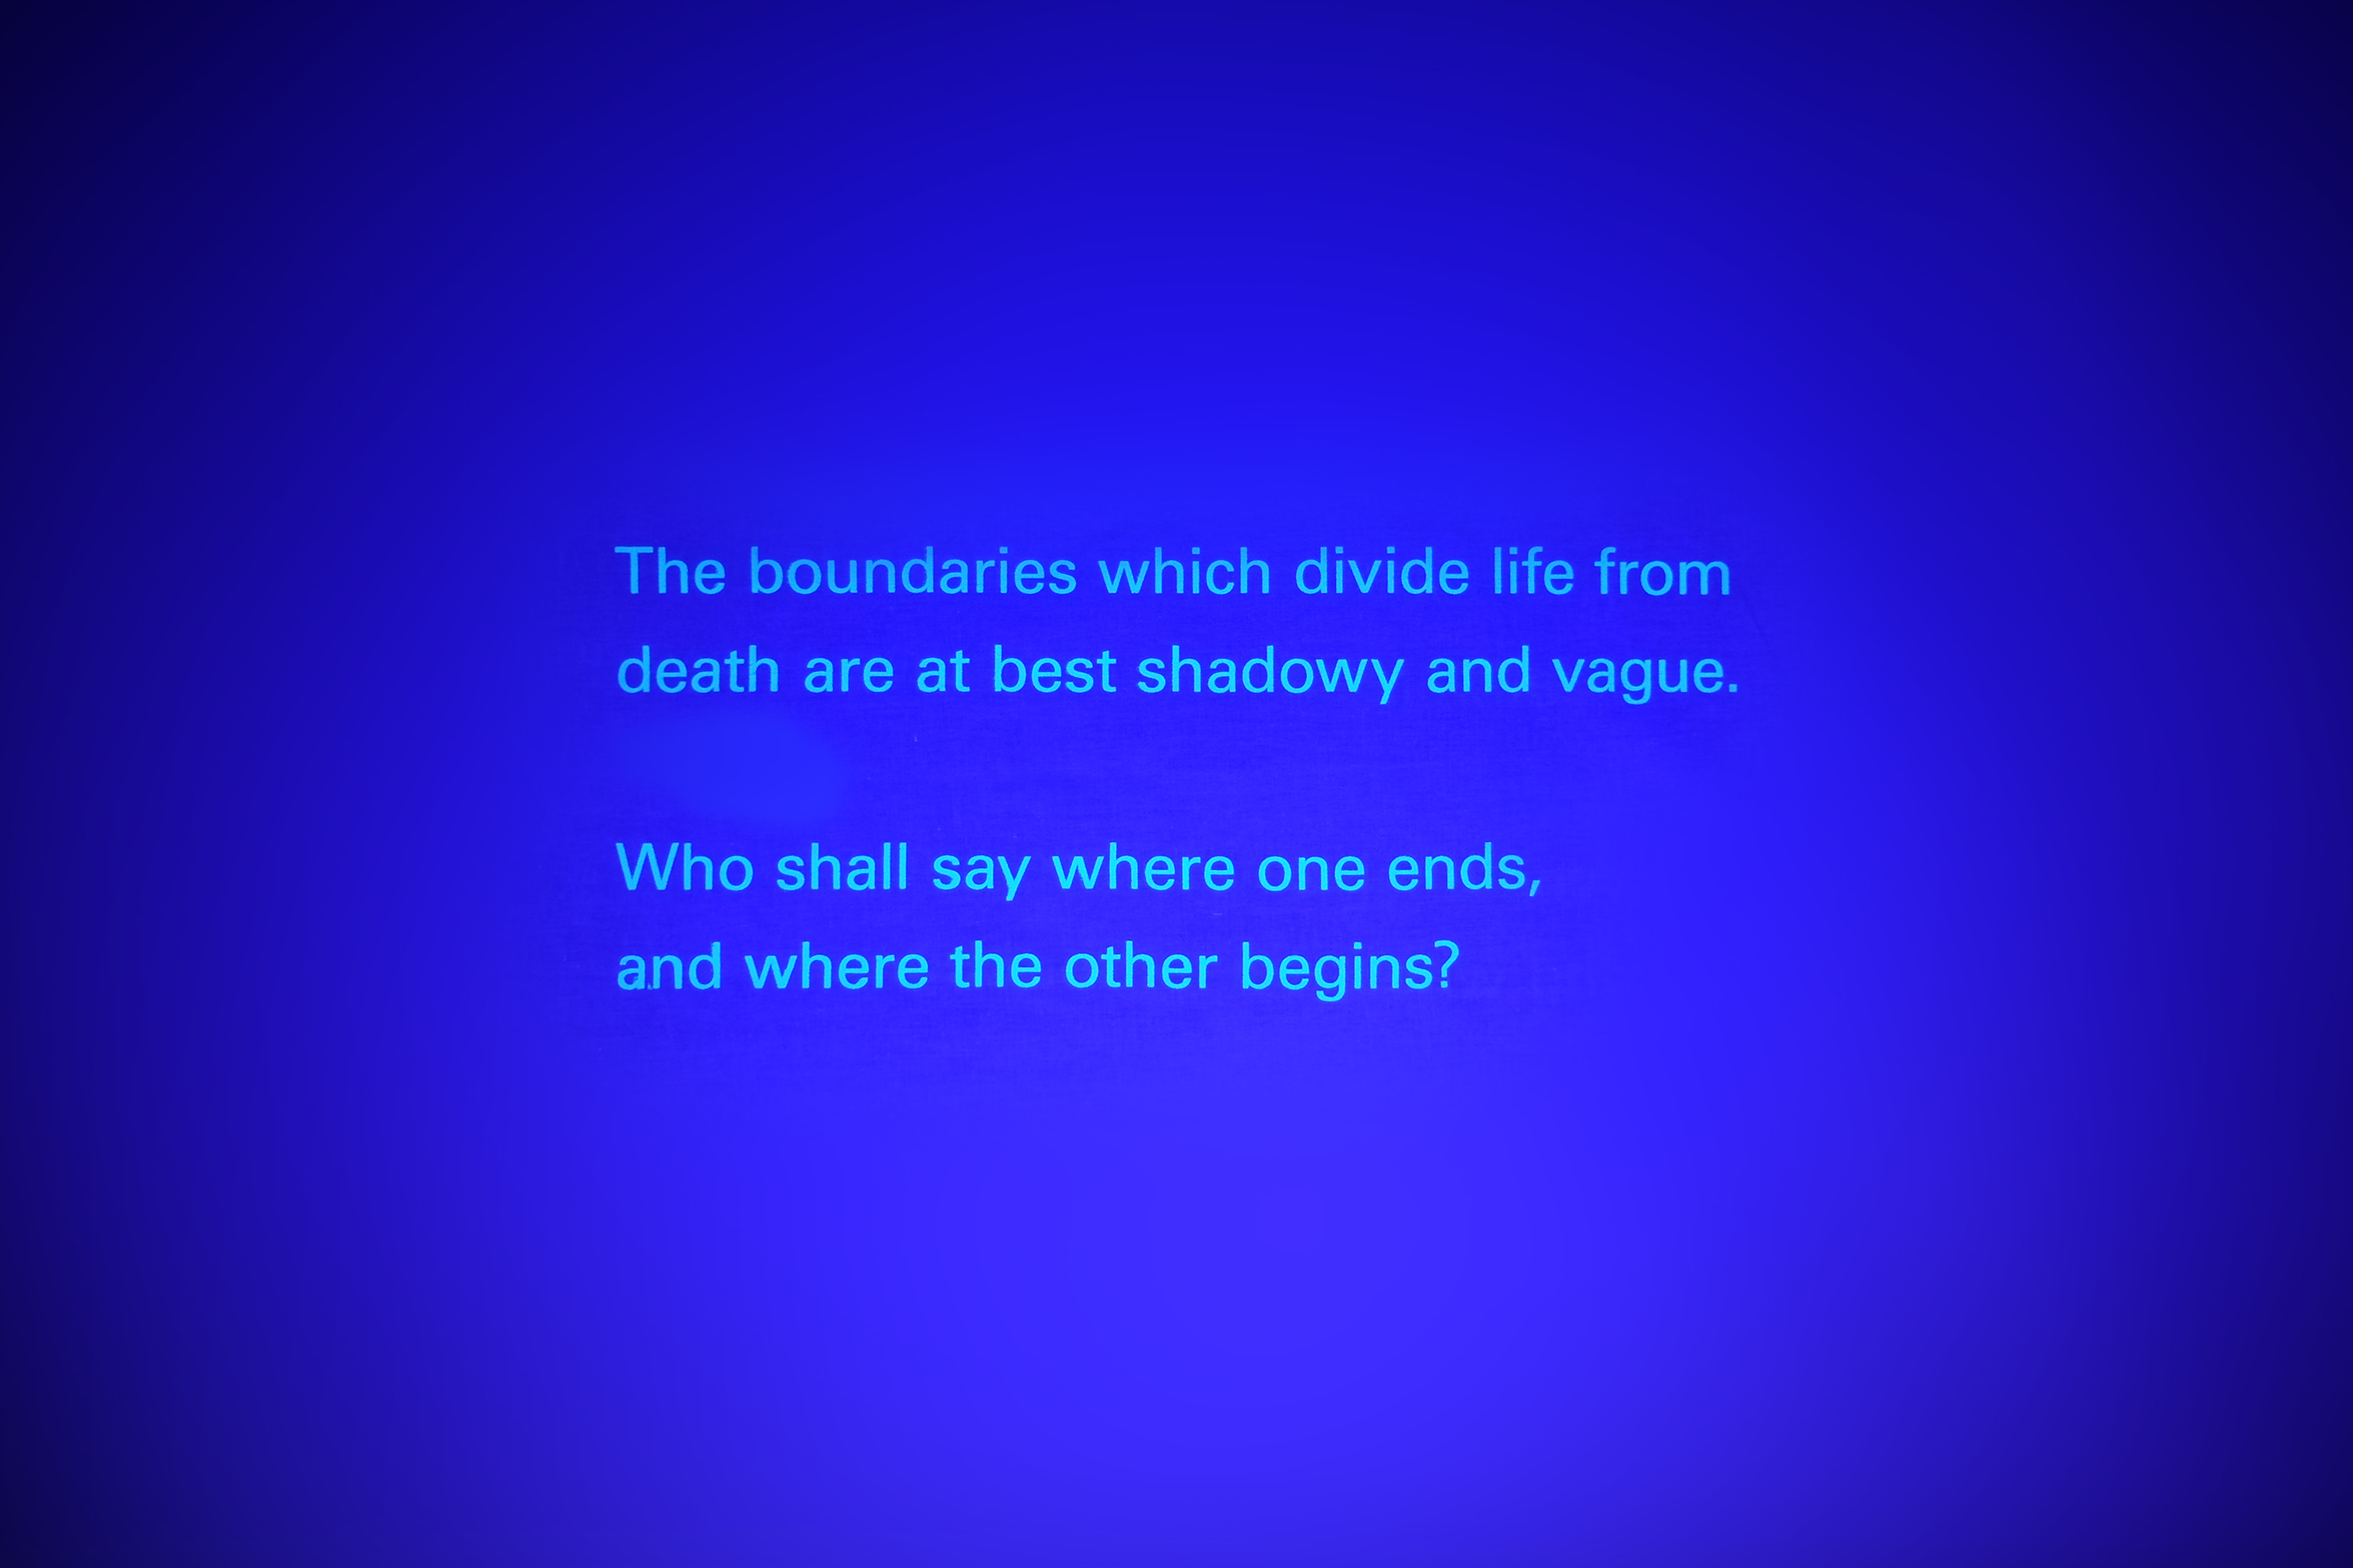 The boundaries which divide life from
death are at best shadowy and vague.
Who shall say where one ends,
and where the other begins?